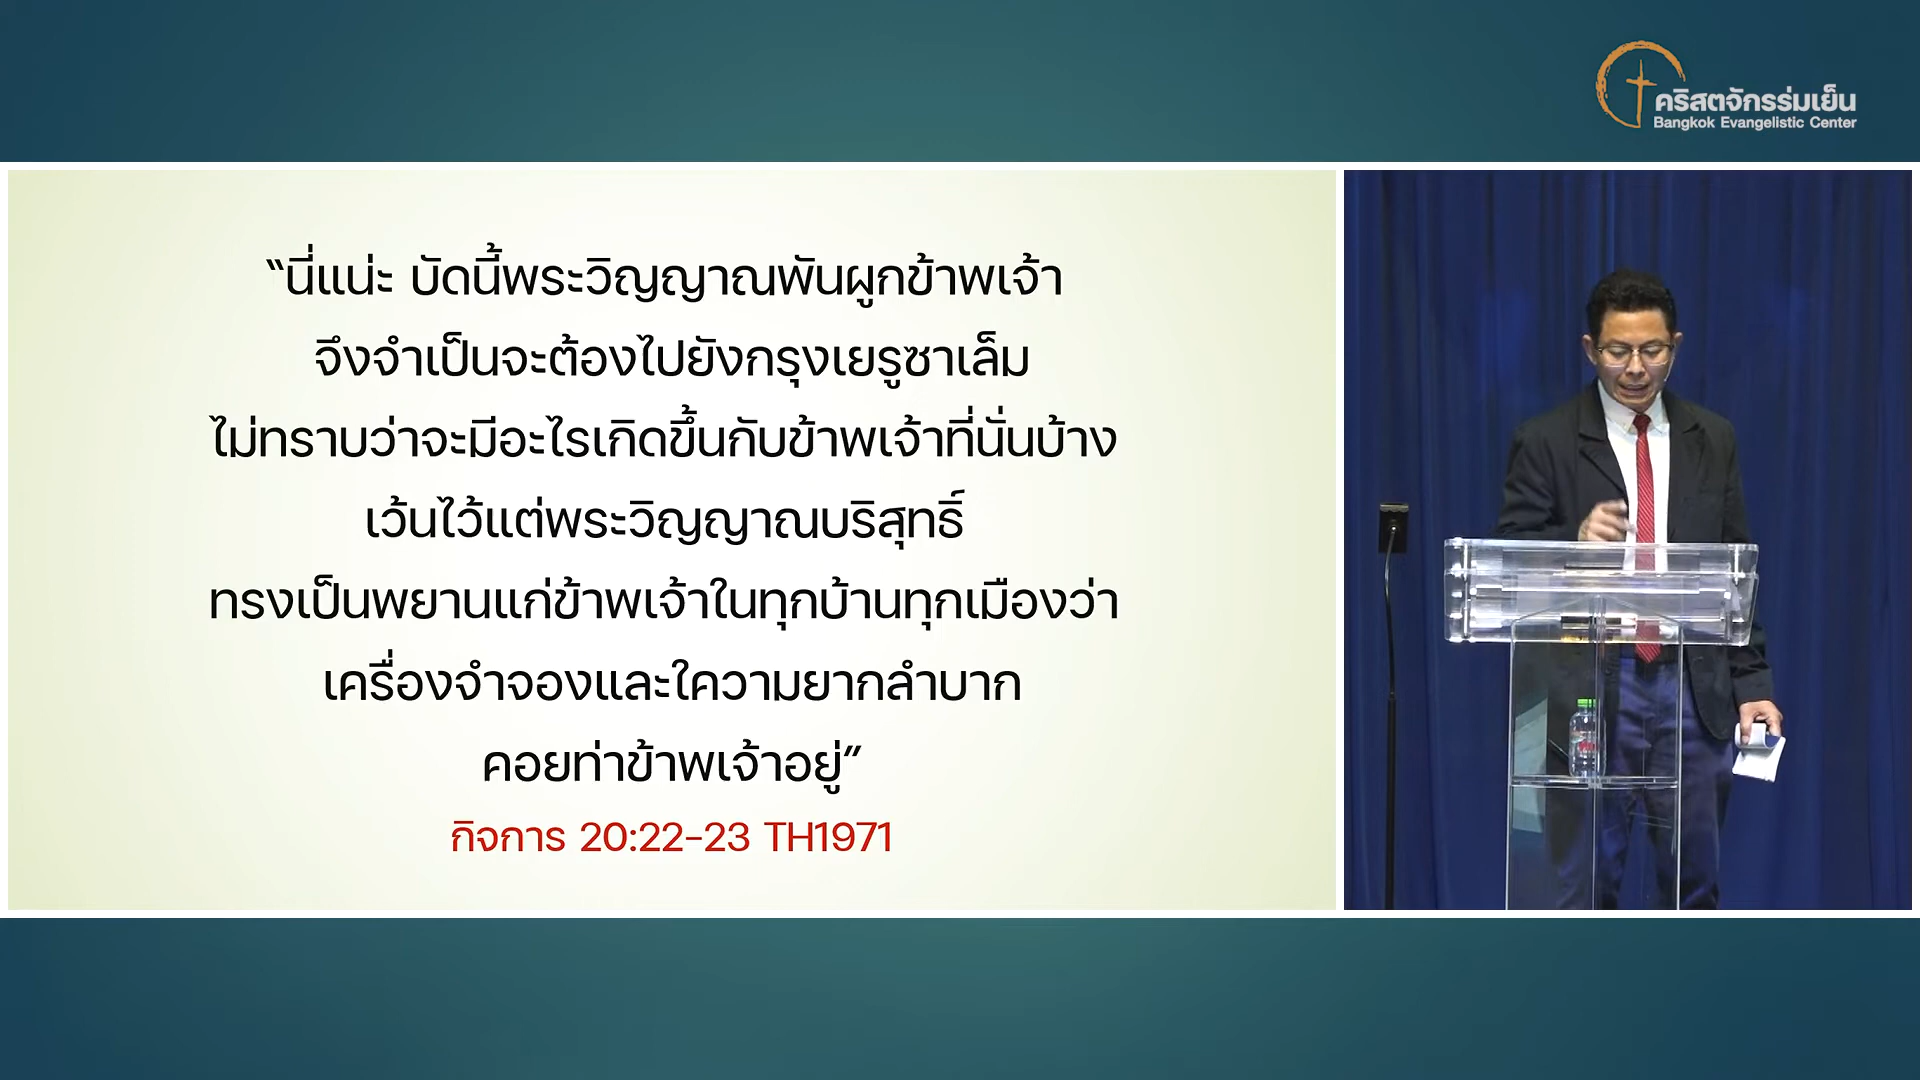 คริสตจักรร่มเย็น
Bangkok Evangelistic Center
“นี่แน่ะ บัดนี้พระวิญญาณพันผูกข้าพเจ้า
จึงจำเป็นจะต้องไปยังกรุงเยรูซาเล็ม
ไม่ทราบว่าจะมีอะไรเกิดขึ้นกับข้าพเจ้าที่นั่นบ้าง
เว้นไว้แต่พระวิญญาณบริสุทธิ์
ทรงเป็นพยานแก่ข้าพเจ้าในทุกบ้านทุกเมืองว่า
เครื่องจำจองและใความยากลำบาก
คอยท่าข้าพเจ้าอยู่”
กิจการ 20:22-23 TH1971